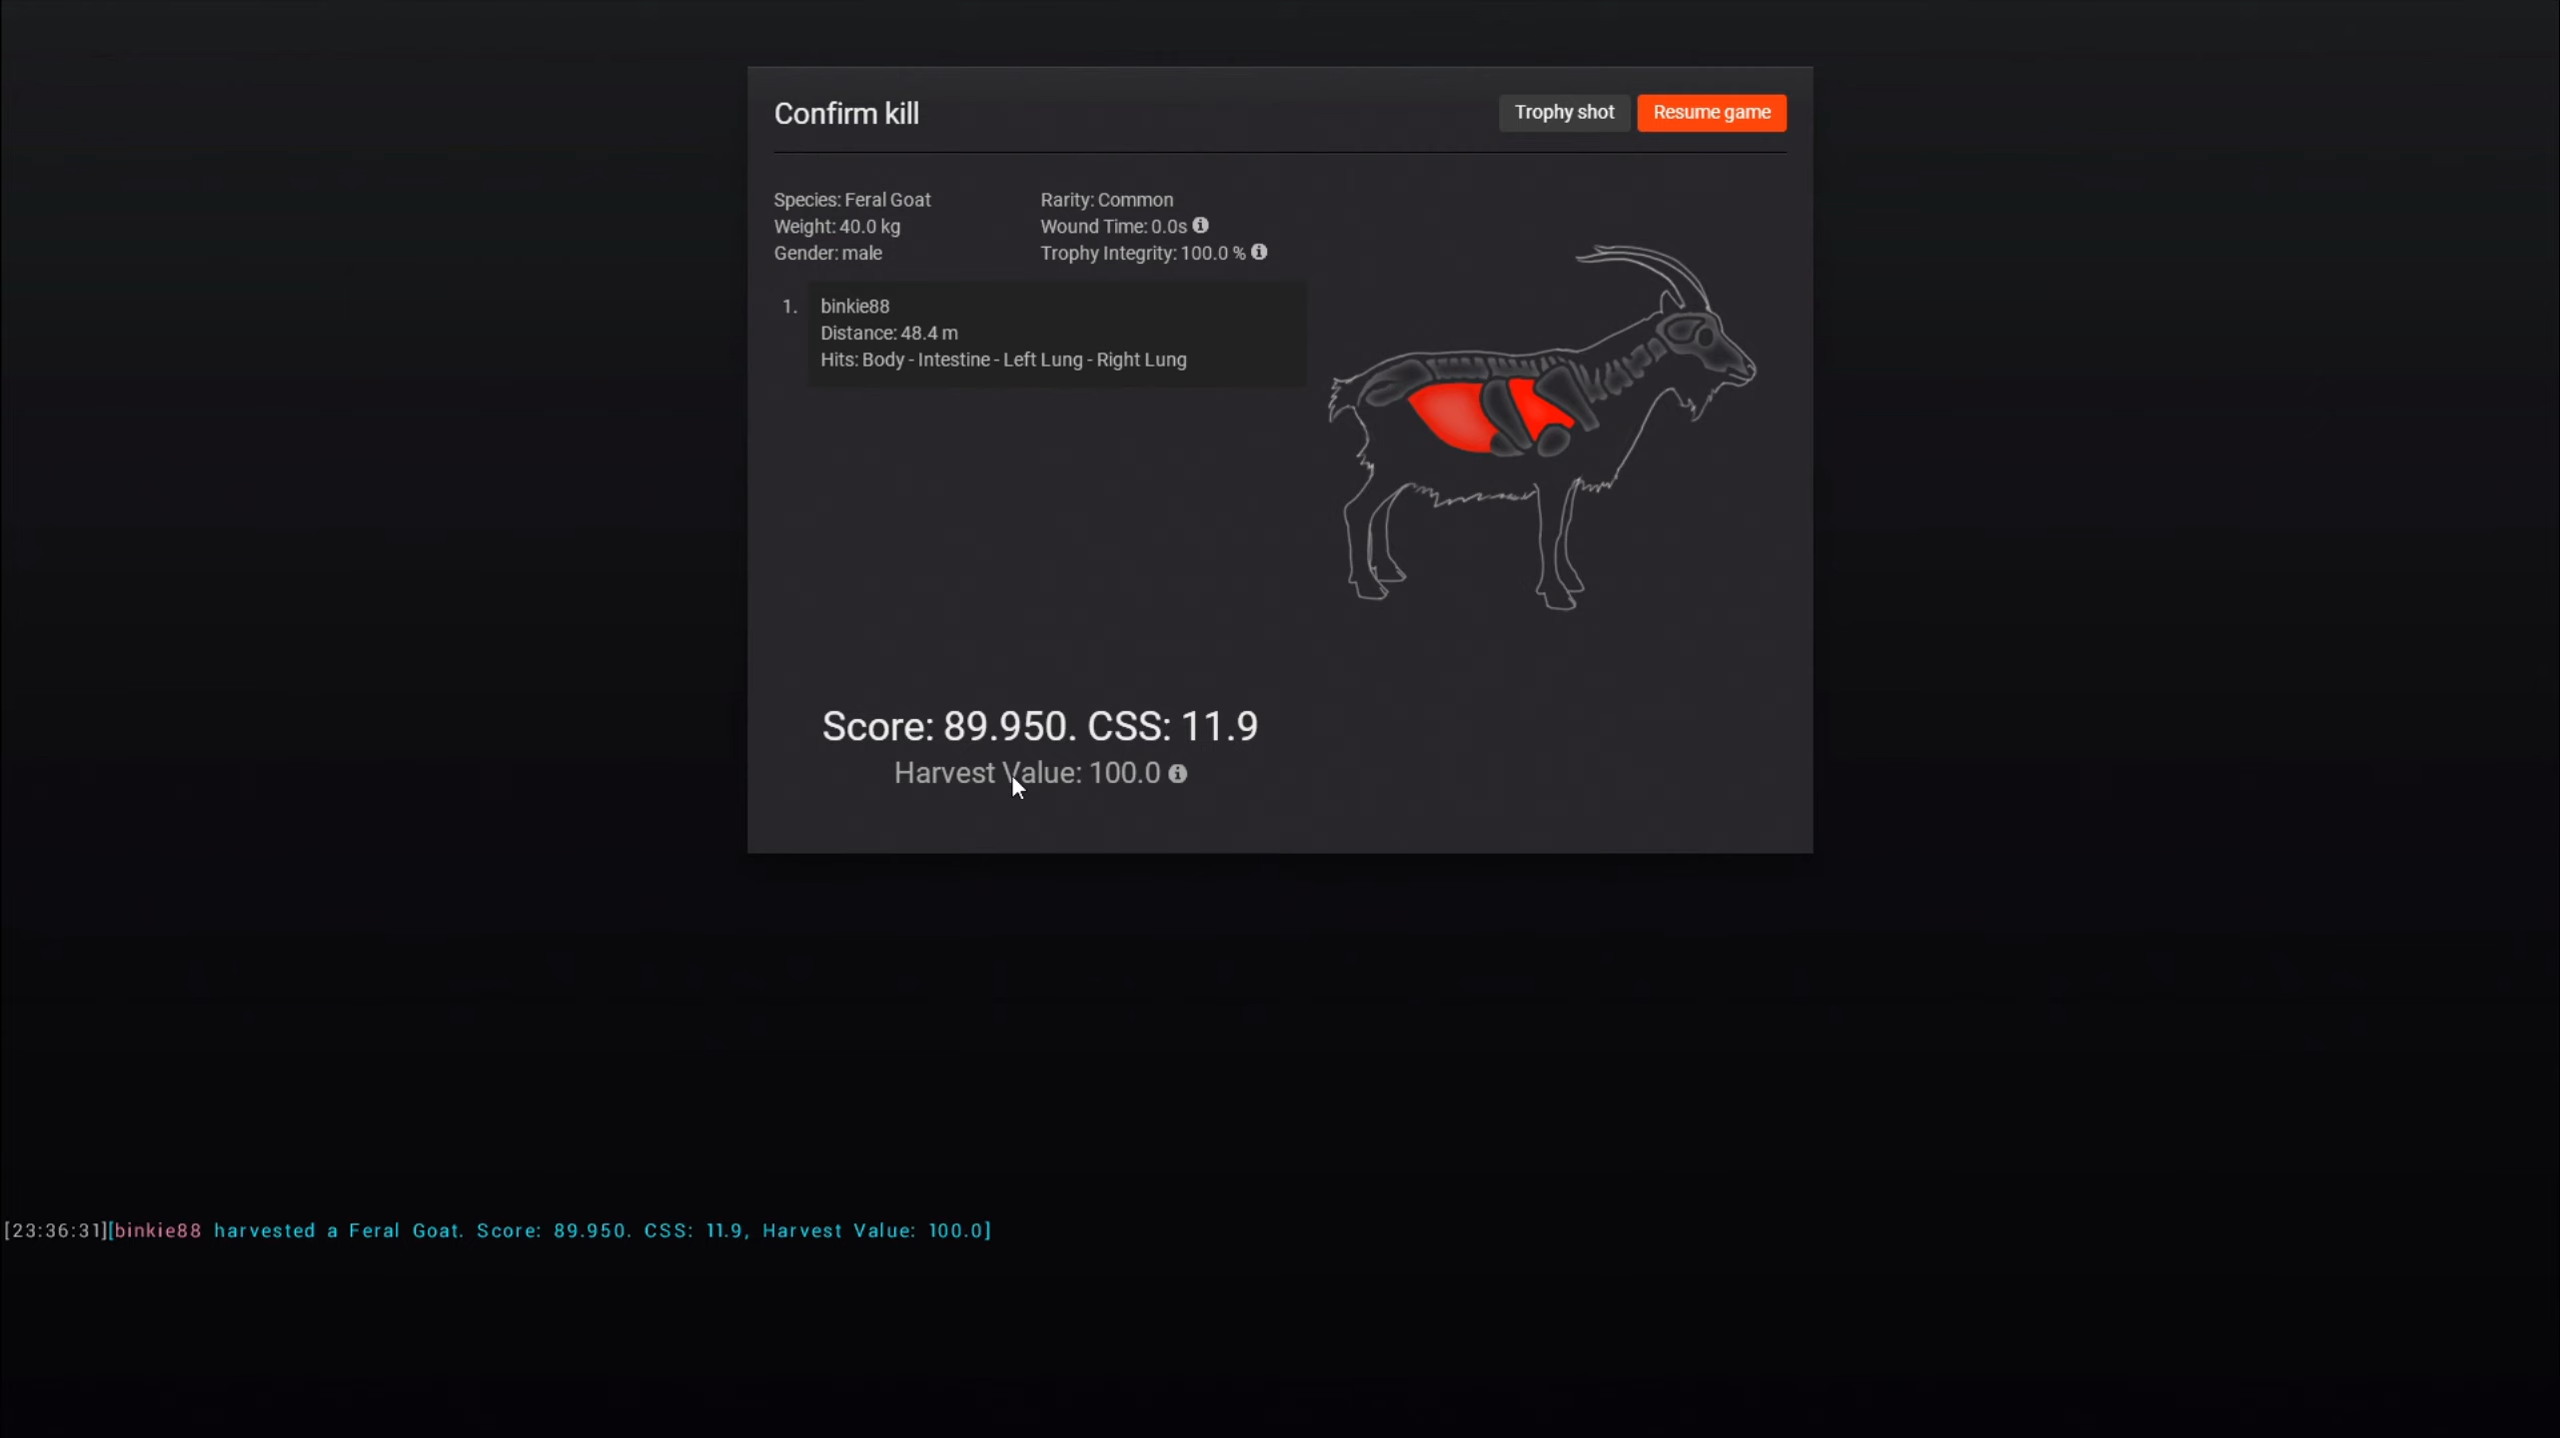 Confirm kill
Trophy shot
Resume game
Species: Feral Goat
Weight: 40.0 kg
Gender: male
Rarity: Common
Wound Time: 0.0s
Trophy Integrity: 100.0 %
1.
binkie88
Distance: 48.4 m
Hits: Body - Intestine - Left Lung - Right Lung
Score: 89.950. CSS: 11.9
Harvest Value: 100.0
[23:36:31][binkie88 harvested a Feral Goat. Score: 89.950. CSS: 11.9, Harvest Value: 100.0]